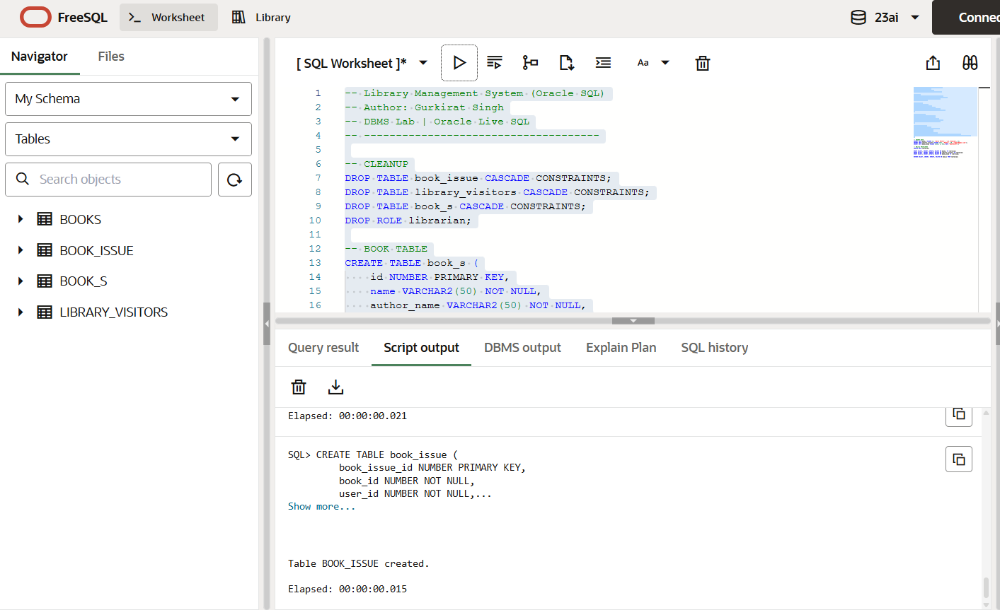 FreeSQL
Worksheet
Library
23ai
Connec
Navigator
Files
My Schema
Tables
Search objects
BOOKS
BOOK_ISSUE
BOOK_S
LIBRARY_VISITORS
[ SQL Worksheet ]*
Aa
1 -- Library Management System (Oracle SQL)
2 -- Author: Gurkirat Singh
3 -- DBMS Lab | Oracle Live SQL
4 -- -------------------------------------
5
6 -- CLEANUP
7 DROP TABLE book_issue CASCADE CONSTRAINTS;
8 DROP TABLE library_visitors CASCADE CONSTRAINTS;
9 DROP TABLE book_s CASCADE CONSTRAINTS;
10 DROP ROLE librarian;
11
12 -- BOOK TABLE
13 CREATE TABLE book_s (
14 id NUMBER PRIMARY KEY,
15 name VARCHAR2(50) NOT NULL,
16 author_name VARCHAR2(50) NOT NULL,
Query result
Script output
DBMS output
Explain Plan
SQL history
Elapsed: 00:00:00.021
SQL> CREATE TABLE book_issue (
book_issue_id NUMBER PRIMARY KEY,
book_id NUMBER NOT NULL,
user_id NUMBER NOT NULL,...
Show more...
Table BOOK_ISSUE created.
Elapsed: 00:00:00.015